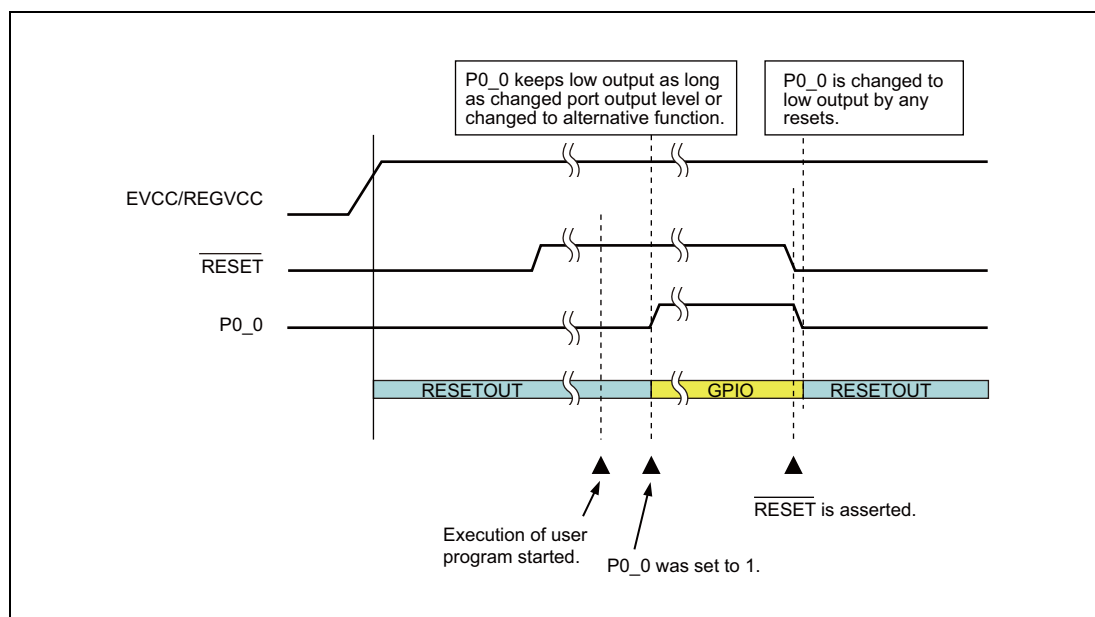 P0_0 keeps low output as long
as changed port output level or
changed to alternative function.
P0_0 is changed to
low output by any
resets.
EVCC/REGVCC
RESET
P0_0
RESETOUT
GPIO
RESETOUT
Execution of user
program started.
P0_0 was set to 1.
RESET is asserted.